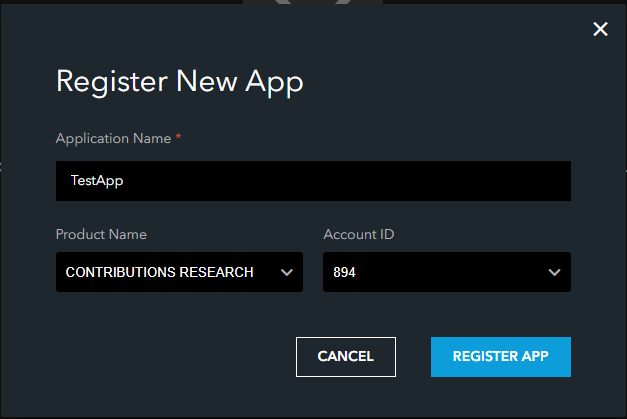 Register New App
Application Name *
TestApp
Product Name Account ID
CONTRIBUTIONS RESEARCH 894
CANCEL REGISTER APP